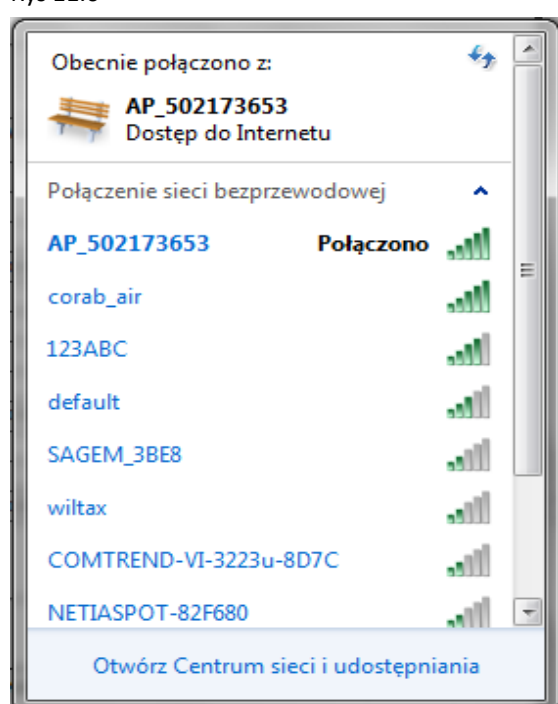 Obecnie połączono z:
AP_502173653
Dostęp do Internetu
Połączenie sieci bezprzewodowej
AP_502173653 Połączono
corab_air
123ABC
default
SAGEM_3BE8
wiltax
COMTREND-VI-3223u-8D7C
NETIASPOT-82F680
Otwórz Centrum sieci i udostępniania